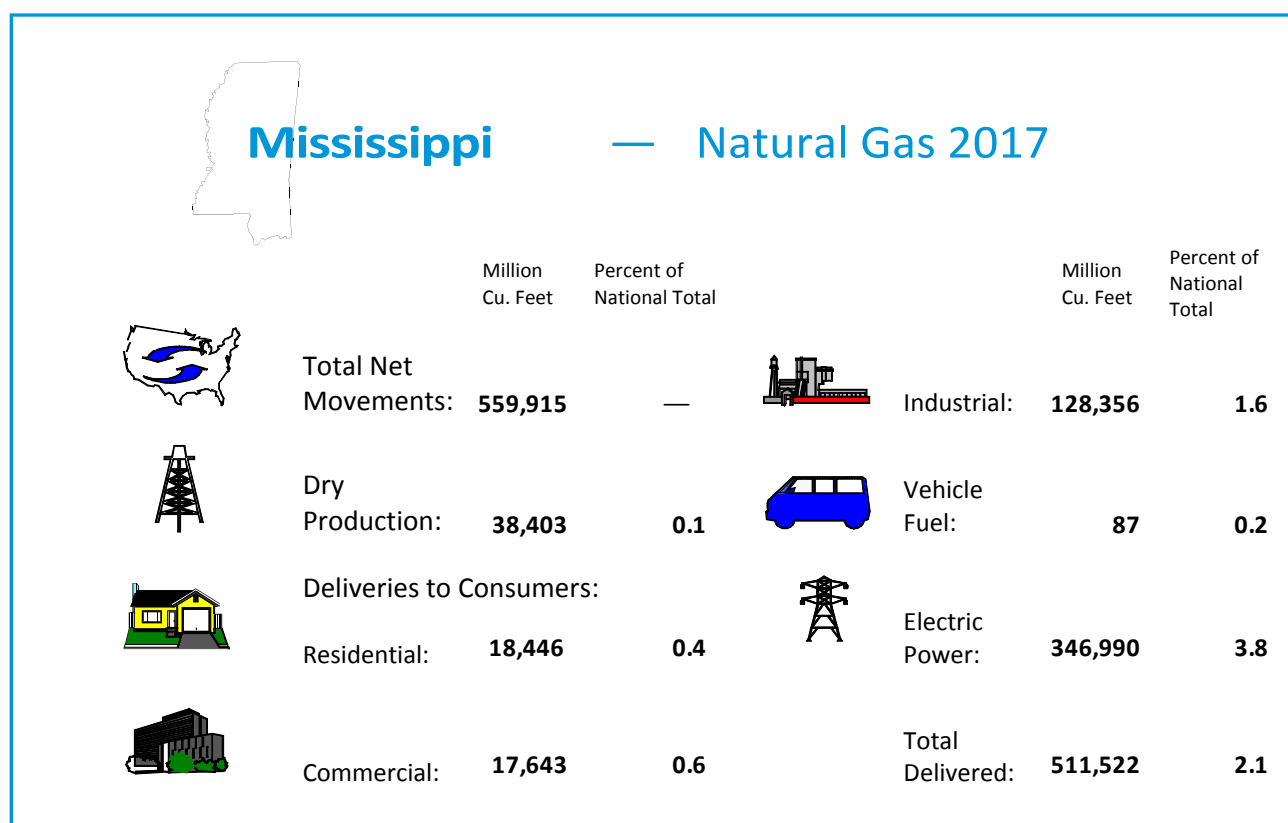 Mississippi — Natural Gas 2017
Million
Cu. Feet
Percent of
National Total
Million
Cu. Feet
Percent of
National
Total
Total Net
Movements: 559,915 —
Industrial: 128,356 1.6
Dry
Production: 38,403 0.1
Vehicle
Fuel: 87 0.2
Deliveries to Consumers:
Residential: 18,446 0.4
Electric
Power: 346,990 3.8
Commercial: 17,643 0.6
Total
Delivered: 511,522 2.1